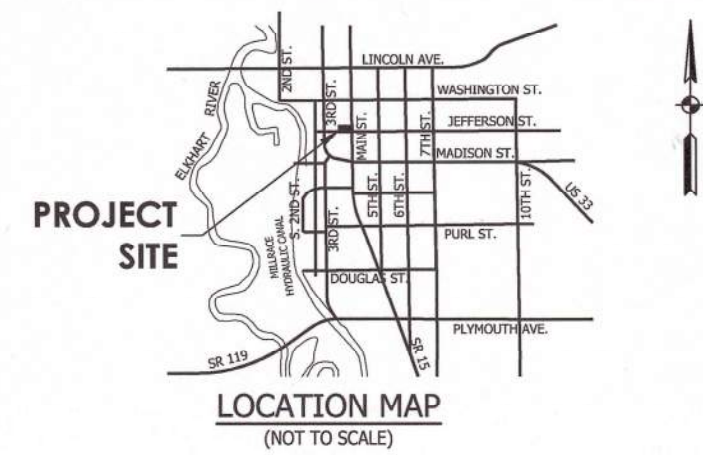 LINCOLN AVE.
2ND ST.
WASHINGTON ST.
3RD ST.
JEFFERSON ST.
MAIN ST.
7TH ST.
MADISON ST.
ELKHART RIVER
PROJECT
SITE
S. 2ND ST.
3RD ST.
5TH ST.
6TH ST.
10TH ST.
US 33
PURL ST.
MILLRACE
HYDRAULIC CANAL
DOUGLAS ST.
PLYMOUTH AVE.
SR 119
SR 15
LOCATION MAP
(NOT TO SCALE)